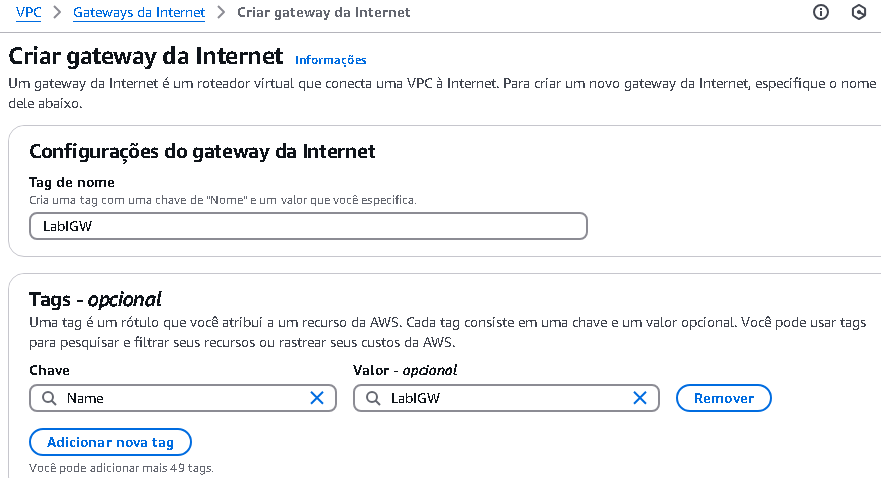 VPC > Gateways da Internet > Criar gateway da Internet
Criar gateway da Internet Informações
Um gateway da Internet é um roteador virtual que conecta uma VPC à Internet. Para criar um novo gateway da Internet, especifique o nome
dele abaixo.
Configurações do gateway da Internet
Tag de nome
Cria uma tag com uma chave de "Nome" e um valor que você especifica.
LabIGW
Tags - opcional
Uma tag é um rótulo que você atribui a um recurso da AWS. Cada tag consiste em uma chave e um valor opcional. Você pode usar tags
para pesquisar e filtrar seus recursos ou rastrear seus custos da AWS.
Chave Valor - opcional
Name LabIGW Remover
Adicionar nova tag
Você pode adicionar mais 49 tags.